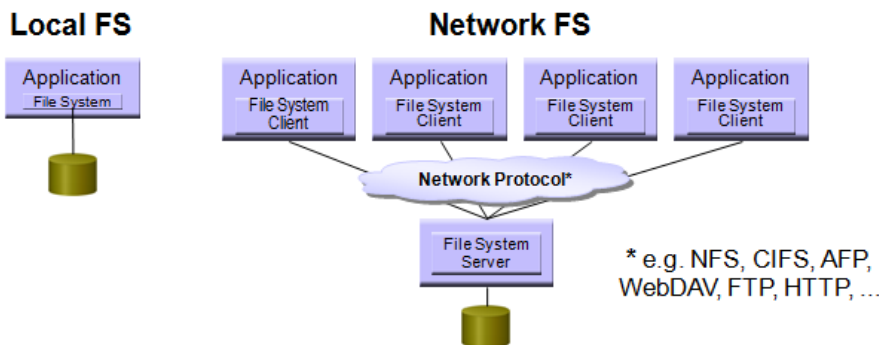 Local FS
Network FS
Application
File System
Application
File System
Client
Application
File System
Client
Application
File System
Client
Application
File System
Client
Network Protocol*
File System
Server
* e.g. NFS, CIFS, AFP,
WebDAV, FTP, HTTP, ...